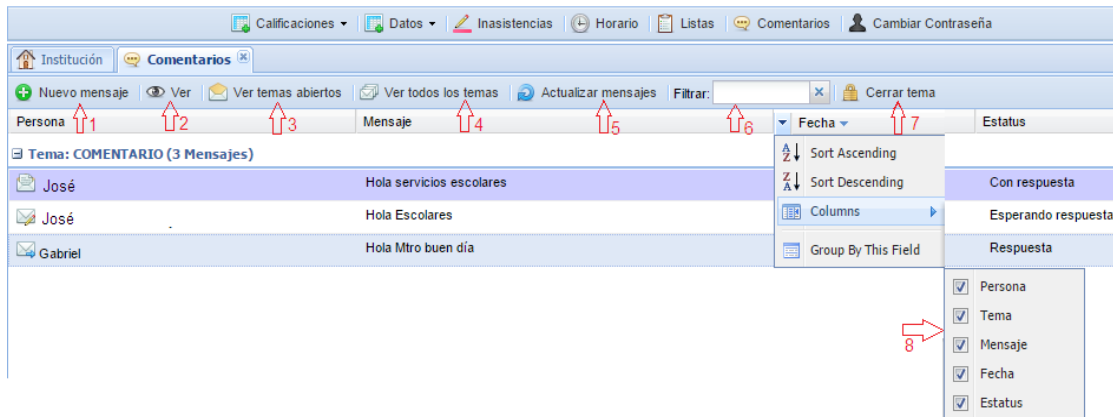 Calificaciones Datos Inasistencias Horario Listas Comentarios Cambiar Contraseña
Institución Comentarios
Nuevo mensaje Ver Ver temas abiertos Ver todos los temas Actualizar mensajes Filtrar: Cerrar tema
1 2 3 4 5 6 7
Persona Mensaje Fecha Estatus
Tema: COMENTARIO (3 Mensajes)
José Hola servicios escolares Con respuesta
José Hola Escolares Esperando respuesta
Gabriel Hola Mtro buen día Respuesta
Sort Ascending
Sort Descending
Columns
Group By This Field
Persona
Tema
8 Mensaje
Fecha
Estatus